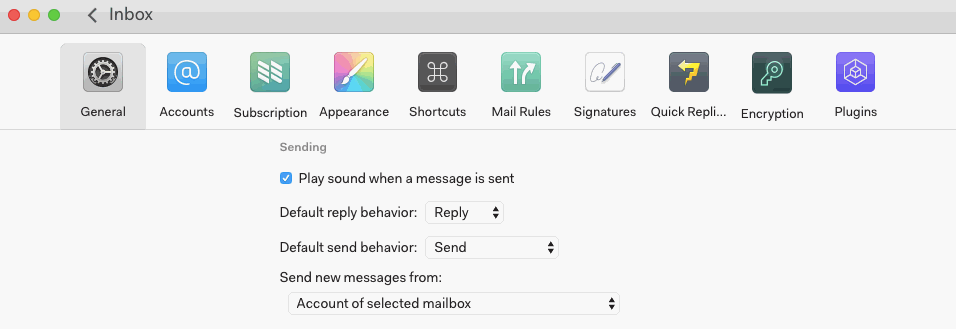 Inbox
General Accounts Subscription Appearance Shortcuts Mail Rules Signatures Quick Repli... Encryption Plugins
Sending
Play sound when a message is sent
Default reply behavior: Reply
Default send behavior: Send
Send new messages from:
Account of selected mailbox